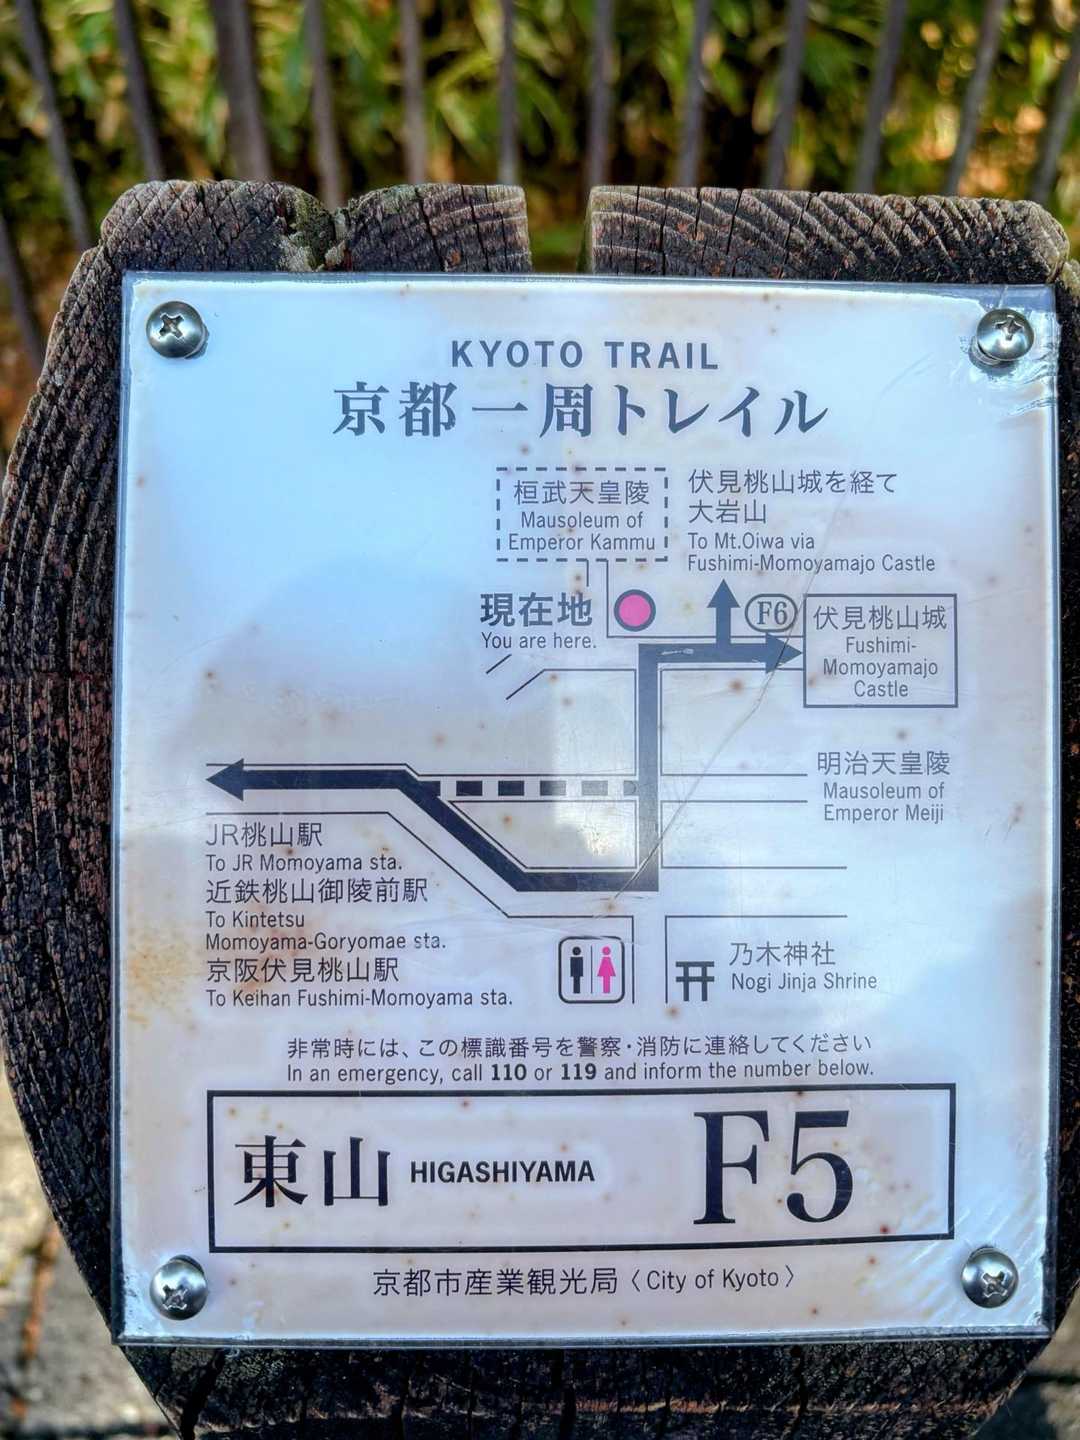 KYOTO TRAIL
京都一周トレイル
桓武天皇陵
Mausoleum of
Emperor Kammu
伏見桃山城を経て
大岩山
To Mt.Oiwa via
Fushimi-Momoyamajo Castle
現在地
You are here.
F6
伏見桃山城
Fushimi-
Momoyamajo
Castle
明治天皇陵
Mausoleum of
Emperor Meiji
JR桃山駅
To JR Momoyama sta.
近鉄桃山御陵前駅
To Kintetsu
Momoyama-Goryomae sta.
京阪伏見桃山駅
To Keihan Fushimi-Momoyama sta.
乃木神社
Nogi Jinja Shrine
非常時には、この標識番号を警察・消防に連絡してください
In an emergency, call 110 or 119 and inform the number below.
東山 HIGASHIYAMA F5
京都市産業観光局〈City of Kyoto〉